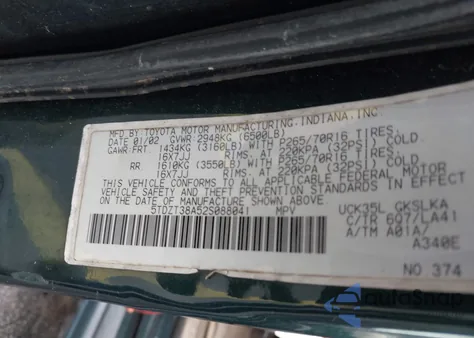 MFD.BY:TOYOTA MOTOR MANUFACTURING,INDIANA,INC.
DATE 01/02 GVWR 2948KG (6500LB)
GAWR FRT 1434KG (3160LB) WITH P265/70R16 TIRES,
16X7JJ RIMS, AT 220KPA (32PSI) COLD
RR 1610KG (3550LB) WITH P265/70R16 TIRES,
16X7JJ RIMS, AT 220KPA (32PSI) COLD
THIS VEHICLE CONFORMS TO ALL APPLICABLE FEDERAL MOTOR
VEHICLE SAFETY AND THEFT PREVENTION STANDARDS IN EFFECT
ON THE DATE OF MANUFACTURE SHOWN ABOVE.
5TDZT38A52S088041 MPV
UCK35L GKSLKA
C/TR 6Q7/LA41
A/TM A01A/
A340E
NO.374
AutoSnap